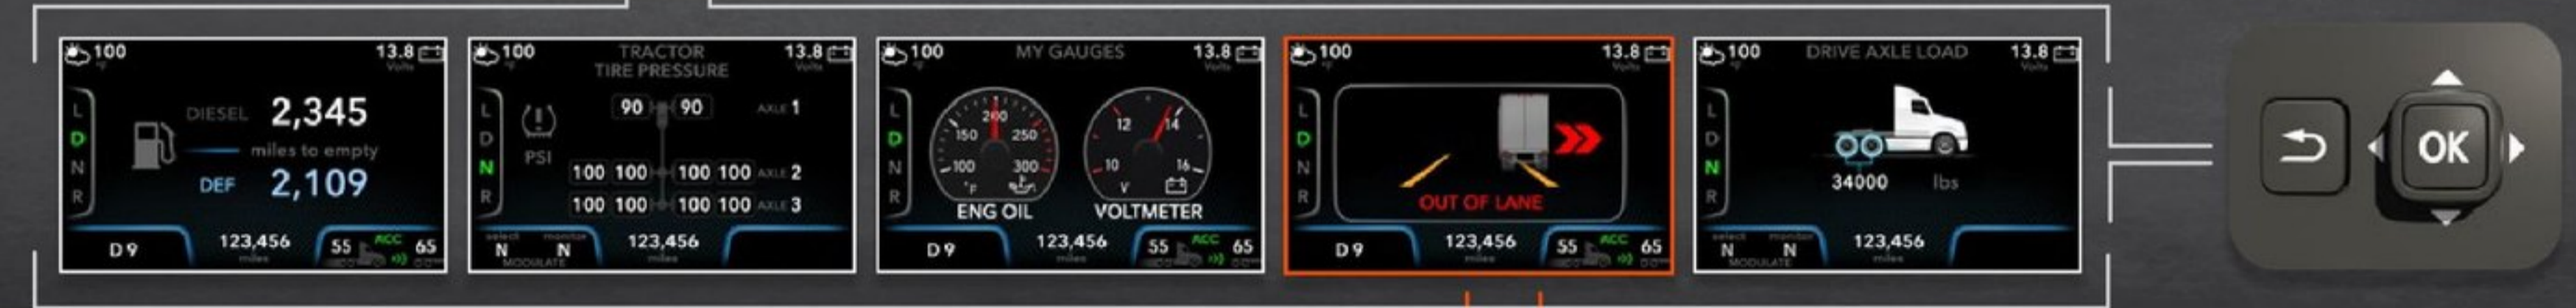 100 °F 13.8 Volts
L
D
N
R
DIESEL 2,345
miles to empty
DEF 2,109
D 9 123,456 miles 55 ACC 65
100 °F TRACTOR TIRE PRESSURE 13.8 Volts
L
D
N
R
PSI
90 90 AXLE 1
100 100 100 100 AXLE 2
100 100 100 100 AXLE 3
select N monitor N
MODULATE
123,456 miles
100 °F MY GAUGES 13.8 Volts
L
D
N
R
100 150 200 250 300
°F
ENG OIL
10 12 14 16
V
VOLTMETER
D 9 123,456 miles 55 ACC 65
100 °F 13.8 Volts
L
D
N
R
OUT OF LANE
D 9 123,456 miles 55 ACC 65
100 °F DRIVE AXLE LOAD 13.8 Volts
L
D
N
R
34000 lbs
select N monitor N
MODULATE
123,456 miles
OK